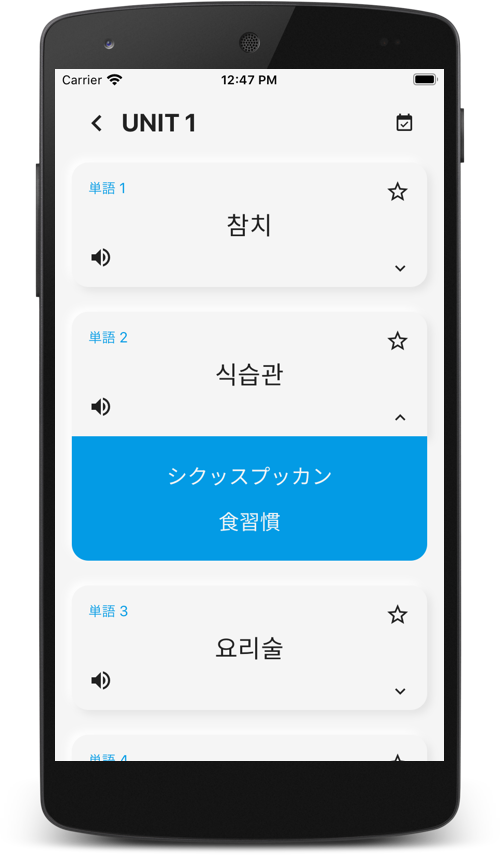 Carrier 12:47 PM
UNIT 1
単語 1
참치
単語 2
식습관
シクッスプッカン
食習慣
単語 3
요리술
単語 4